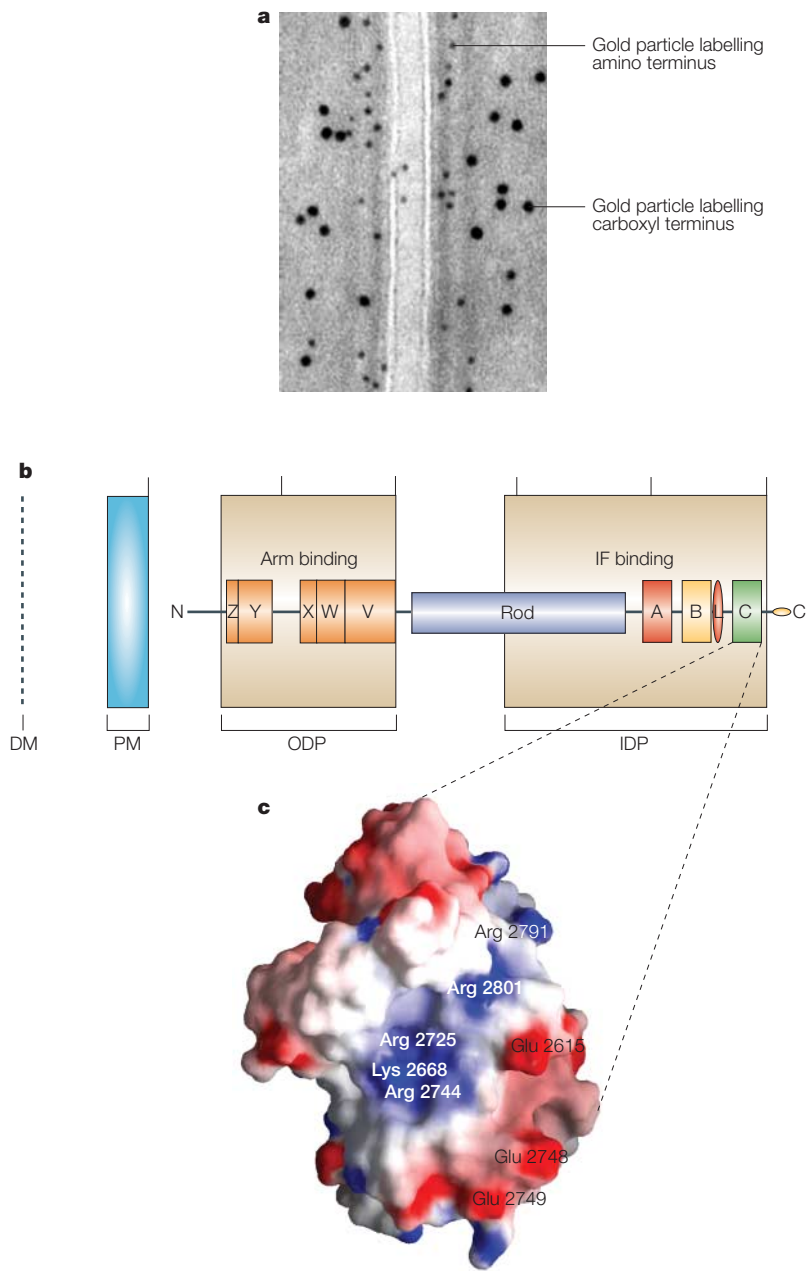 a
Gold particle labelling
amino terminus
Gold particle labelling
carboxyl terminus
b
Arm binding
IF binding
N
Z
Y
X
W
V
Rod
A
B
L
C
C
DM
PM
ODP
IDP
c
Arg 2791
Arg 2801
Arg 2725
Glu 2615
Lys 2668
Arg 2744
Glu 2748
Glu 2749